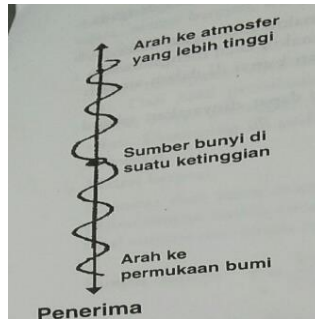 Arah ke atmosfer
yang lebih tinggi
Sumber bunyi di
suatu ketinggian
Arah ke
permukaan bumi
Penerima